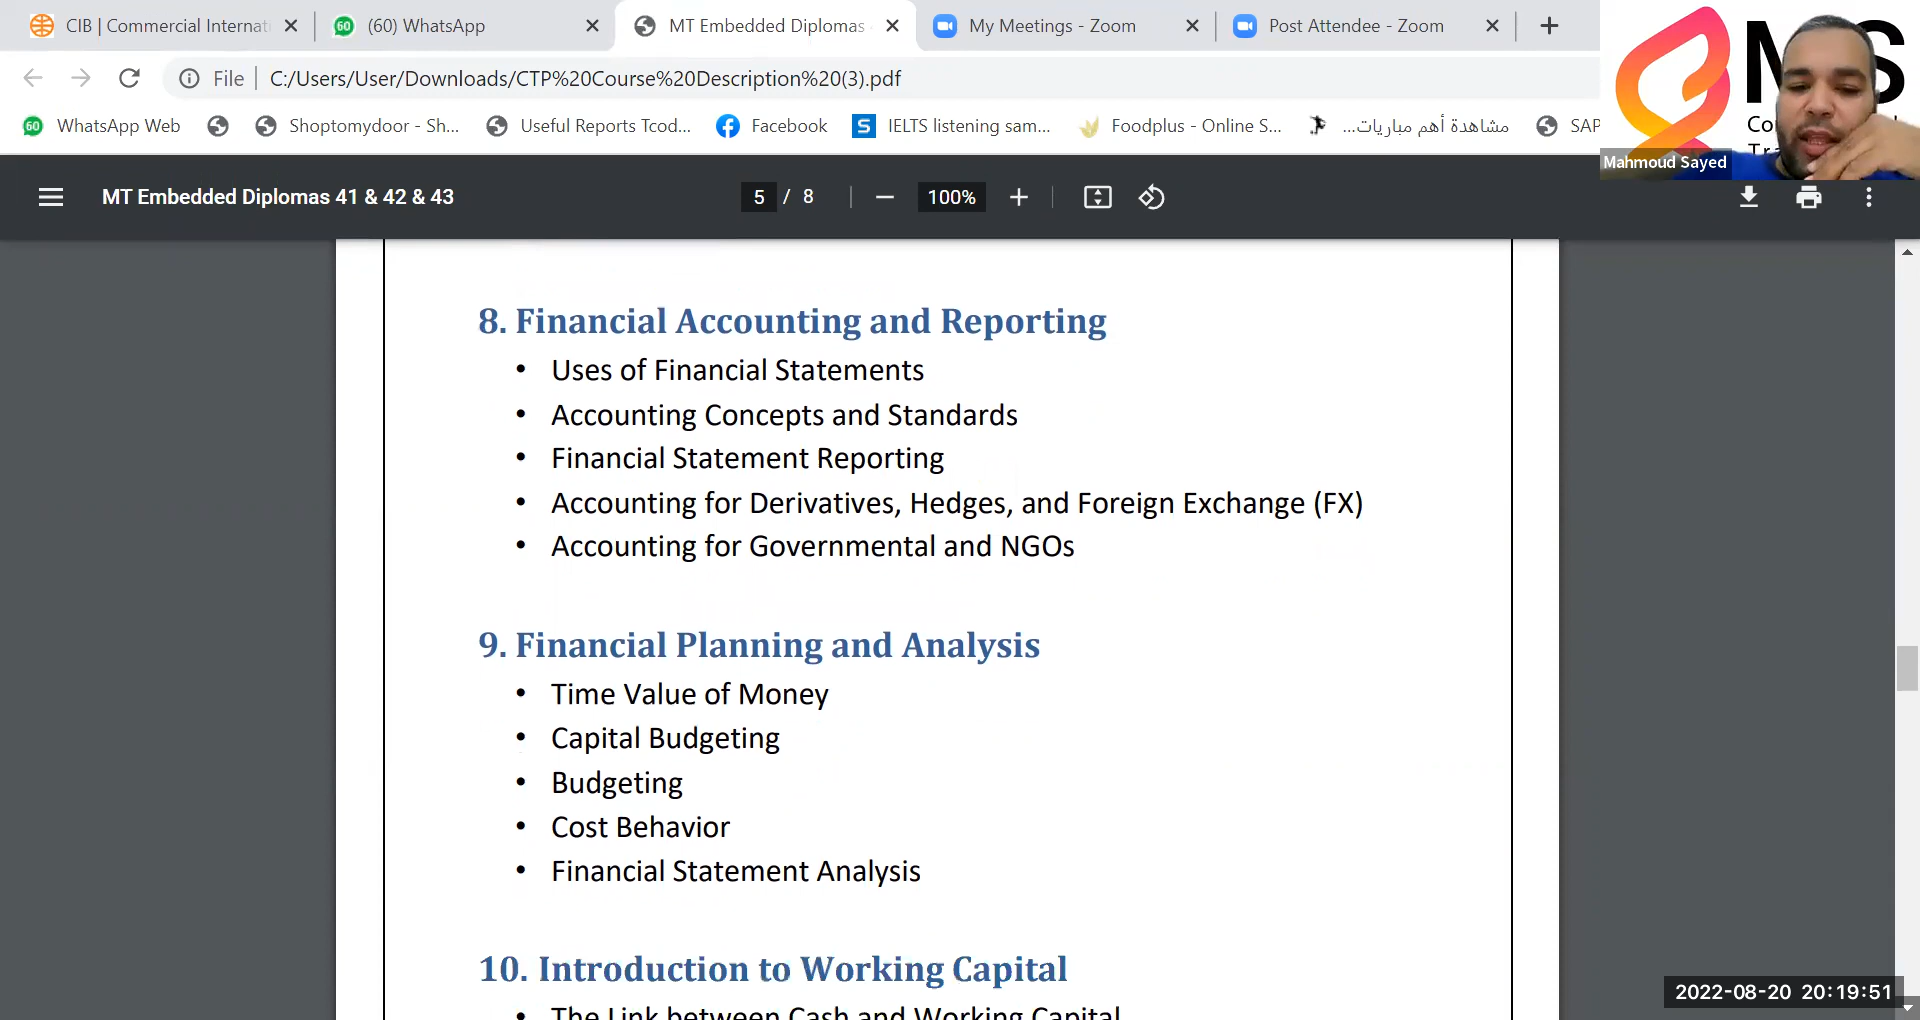 CIB | Commercial Internati
(60) WhatsApp
MT Embedded Diplomas
My Meetings - Zoom
Post Attendee - Zoom
File
C:/Users/User/Downloads/CTP%20Course%20Description%20(3).pdf
60 WhatsApp Web
Shoptomydoor - Sh...
Useful Reports Tcod...
Facebook
S IELTS listening sam...
Foodplus - Online S...
مشاهدة أهم مباريات...
SAP
Mahmoud Sayed
MT Embedded Diplomas 41 & 42 & 43
5 / 8
100%
8. Financial Accounting and Reporting
• Uses of Financial Statements
• Accounting Concepts and Standards
• Financial Statement Reporting
• Accounting for Derivatives, Hedges, and Foreign Exchange (FX)
• Accounting for Governmental and NGOs
9. Financial Planning and Analysis
• Time Value of Money
• Capital Budgeting
• Budgeting
• Cost Behavior
• Financial Statement Analysis
10. Introduction to Working Capital
• The Link between Cash and Working Capital
2022-08-20 20:19:51